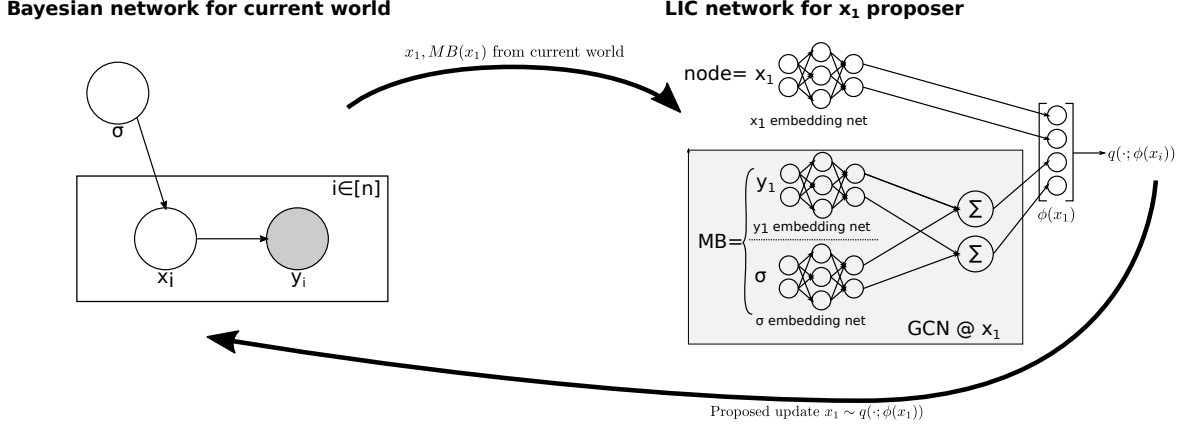 Bayesian network for current world
LIC network for x₁ proposer
x₁, MB(x₁) from current world
σ
i∈[n]
xᵢ
yᵢ
node= x₁
x₁ embedding net
y₁
y₁ embedding net
MB=
σ
σ embedding net
Σ
Σ
GCN @ x₁
ϕ(x₁)
q(·; ϕ(xᵢ))
Proposed update x₁ ∼ q(·; ϕ(x₁))